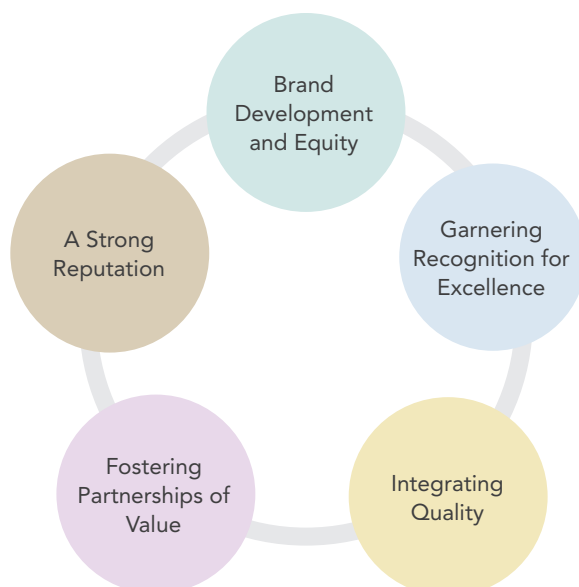 Brand
Development
and Equity
Garnering
Recognition for
Excellence
Integrating
Quality
Fostering
Partnerships of
Value
A Strong
Reputation